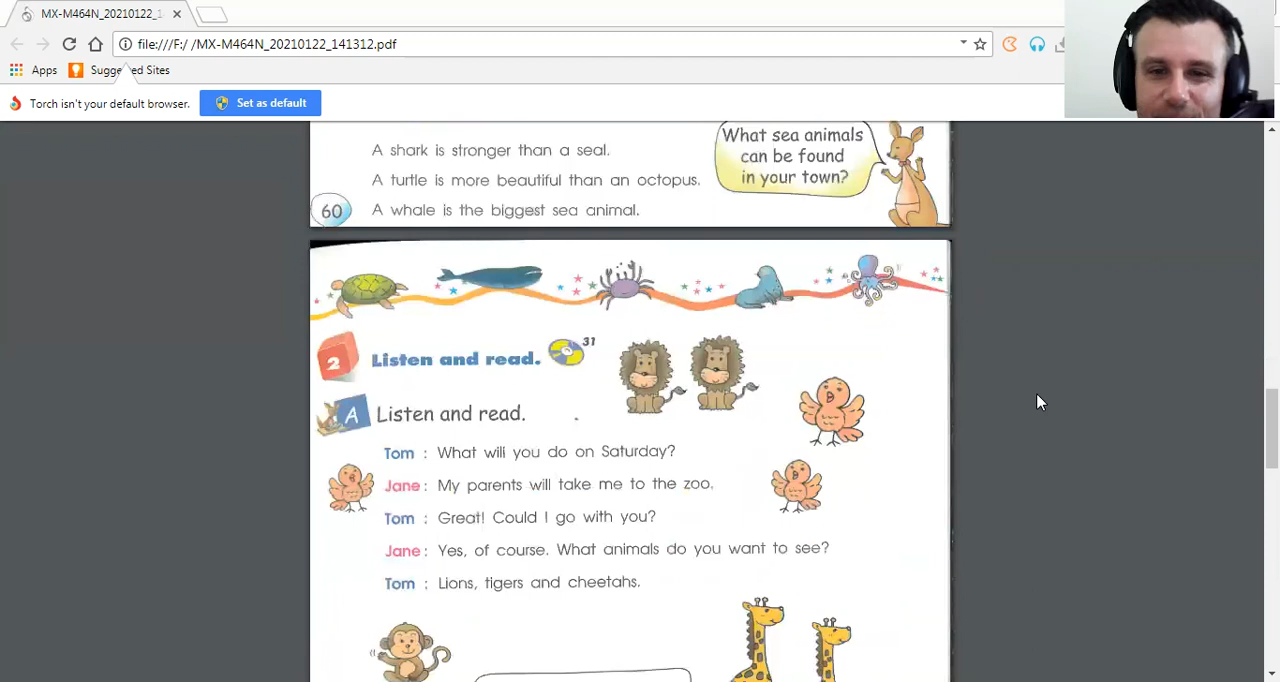 MX-M464N_20210122_1
file:///F:/ /MX-M464N_20210122_141312.pdf
Apps
Suggested Sites
Torch isn't your default browser.
Set as default
A shark is stronger than a seal.
A turtle is more beautiful than an octopus.
60
A whale is the biggest sea animal.
What sea animals
can be found
in your town?
2
Listen and read.
31
A
Listen and read.
Tom : What will you do on Saturday?
Jane : My parents will take me to the zoo.
Tom : Great! Could I go with you?
Jane : Yes, of course. What animals do you want to see?
Tom : Lions, tigers and cheetahs.